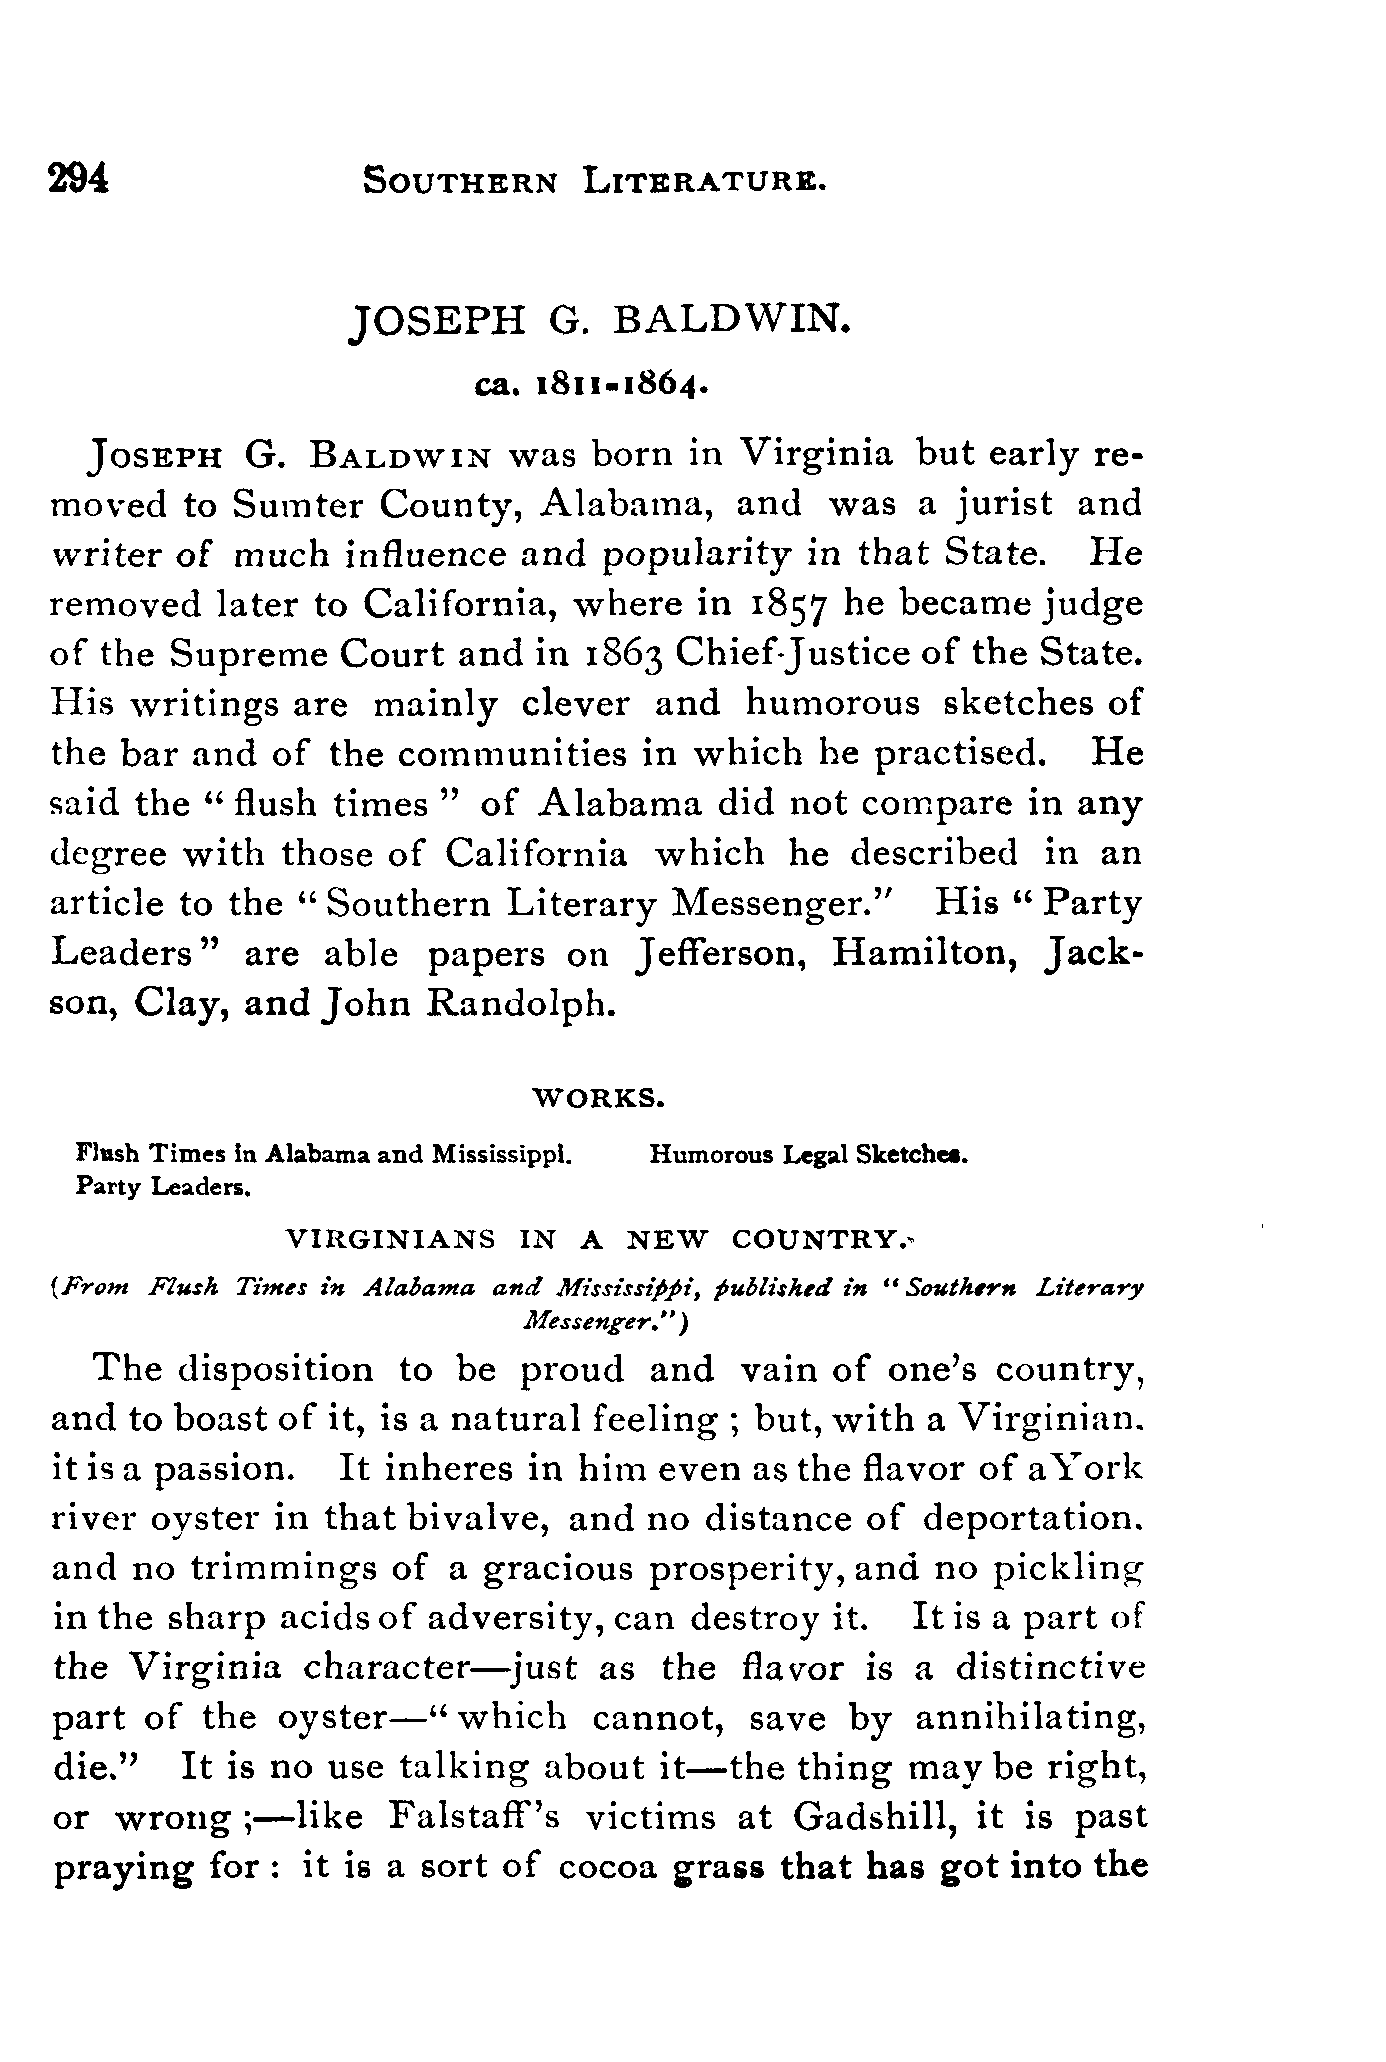 294 SOUTHERN LITERATURE.
JOSEPH G. BALDWIN.
ca. 1811-1864.
JOSEPH G. BALDWIN was born in Virginia but early re-
moved to Sumter County, Alabama, and was a jurist and
writer of much influence and popularity in that State. He
removed later to California, where in 1857 he became judge
of the Supreme Court and in 1863 Chief-Justice of the State.
His writings are mainly clever and humorous sketches of
the bar and of the communities in which he practised. He
said the “flush times” of Alabama did not compare in any
degree with those of California which he described in an
article to the “Southern Literary Messenger.” His “Party
Leaders” are able papers on Jefferson, Hamilton, Jack-
son, Clay, and John Randolph.
WORKS.
Flush Times in Alabama and Mississippi. Humorous Legal Sketches.
Party Leaders.
VIRGINIANS IN A NEW COUNTRY.
(From Flush Times in Alabama and Mississippi, published in “Southern Literary
Messenger.”)
The disposition to be proud and vain of one’s country,
and to boast of it, is a natural feeling ; but, with a Virginian.
it is a passion. It inheres in him even as the flavor of a York
river oyster in that bivalve, and no distance of deportation.
and no trimmings of a gracious prosperity, and no pickling
in the sharp acids of adversity, can destroy it. It is a part of
the Virginia character—just as the flavor is a distinctive
part of the oyster—“which cannot, save by annihilating,
die.” It is no use talking about it—the thing may be right,
or wrong ;—like Falstaff’s victims at Gadshill, it is past
praying for : it is a sort of cocoa grass that has got into the